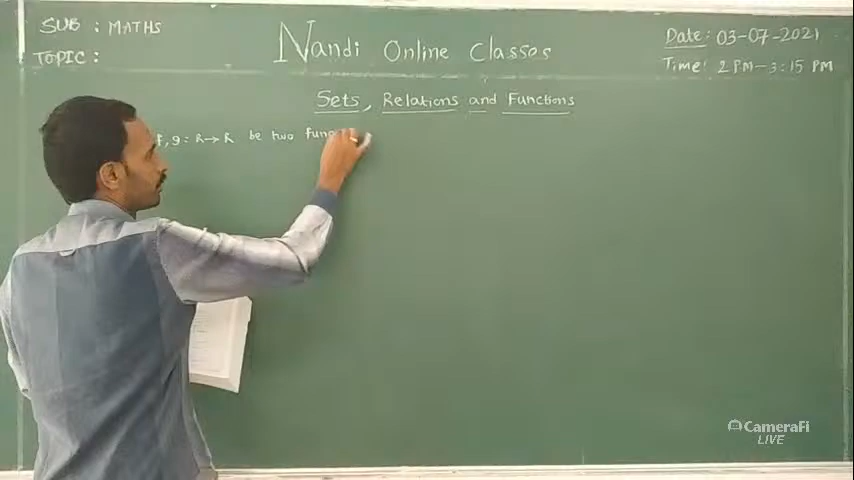 SUB : MATHS
TOPIC :
Nandi Online Classes
Date: 03-07-2021
Time: 2 PM-3:15 PM
Sets, Relations and Functions
f, g : R→R be two func
CameraFi
LIVE